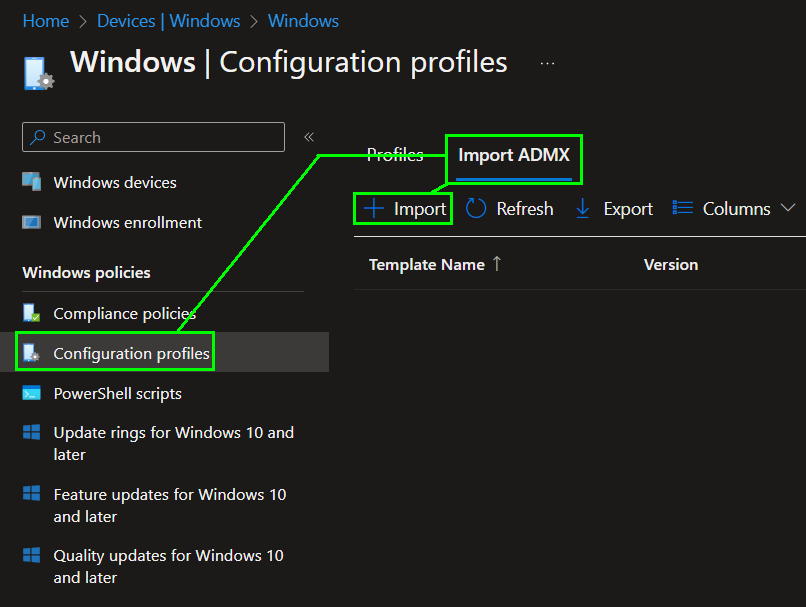 Home > Devices | Windows > Windows
Windows | Configuration profiles ...
Search
«
Windows devices
Windows enrollment
Windows policies
Compliance policies
Configuration profiles
PowerShell scripts
Update rings for Windows 10 and
later
Feature updates for Windows 10
and later
Quality updates for Windows 10
and later
Profiles Import ADMX
+ Import Refresh ↓ Export Columns
Template Name ↑ Version